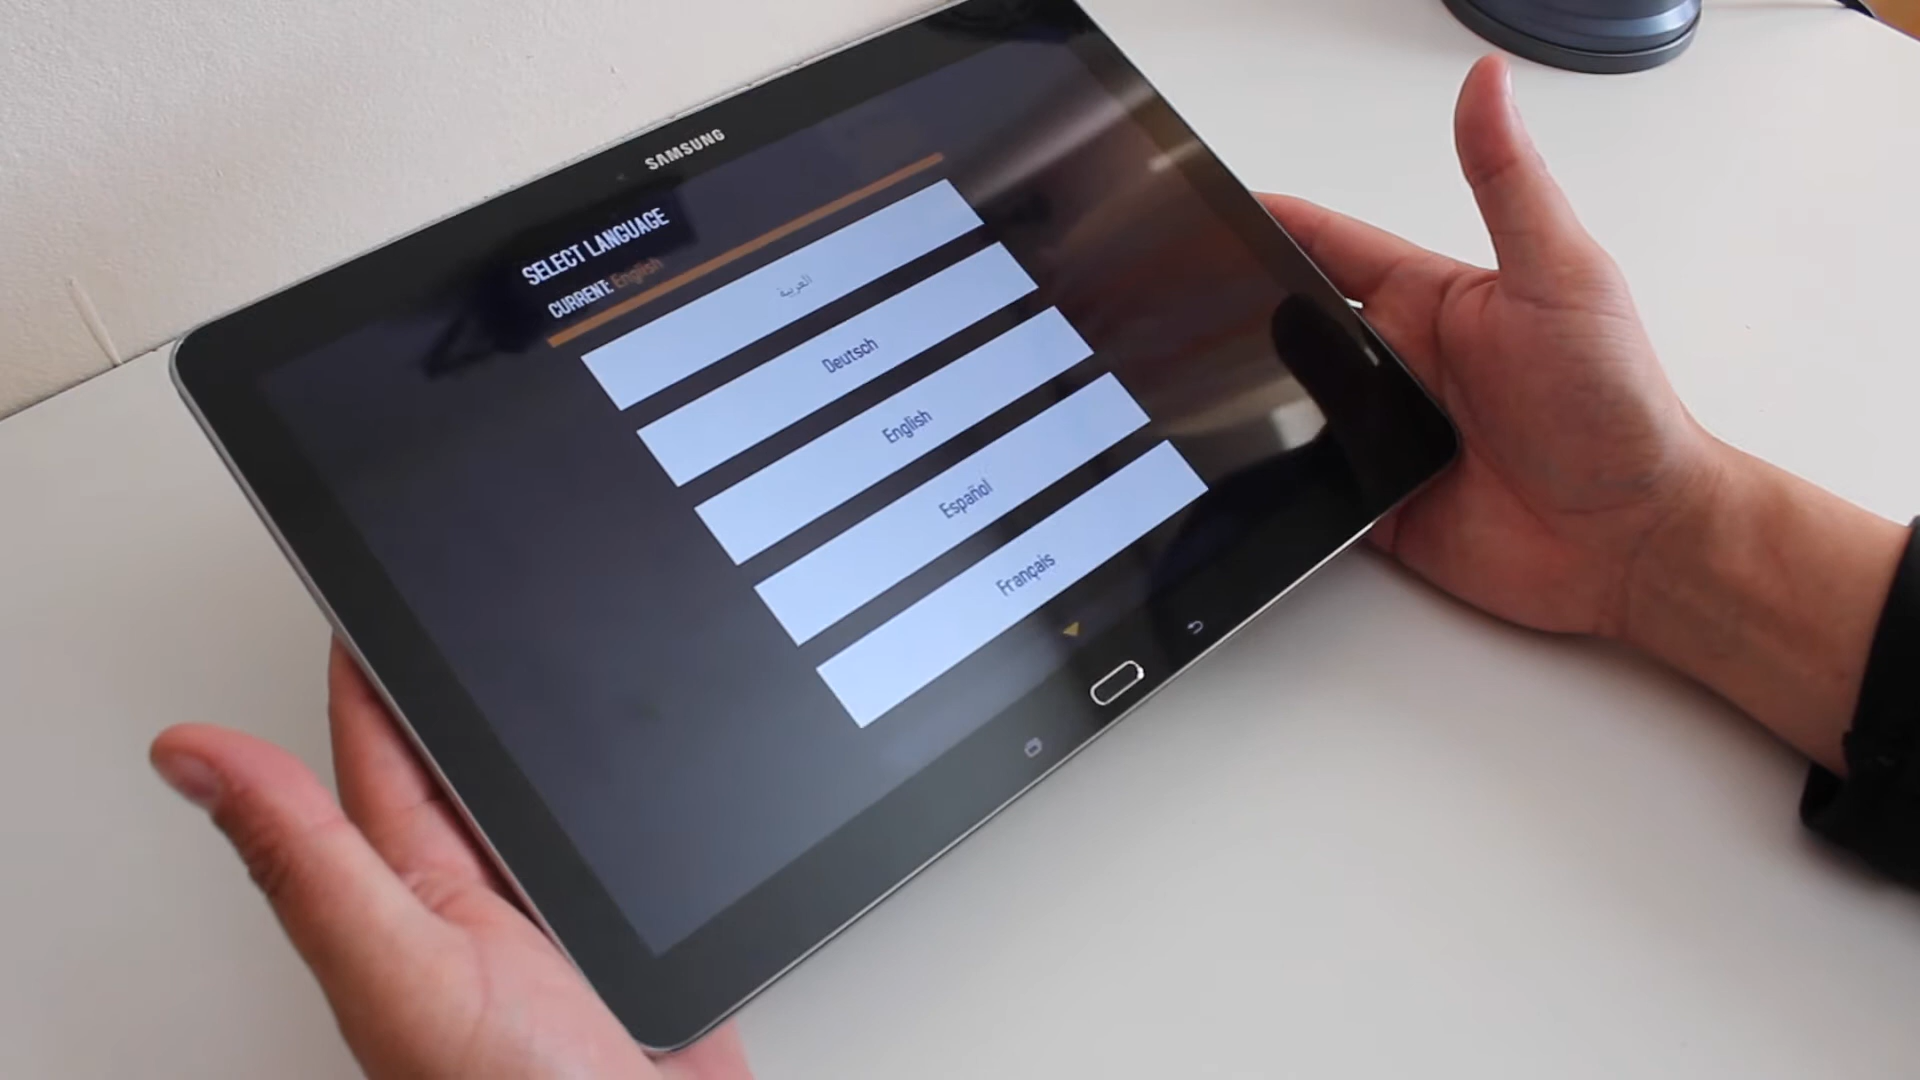 SAMSUNG
SELECT LANGUAGE
CURRENT: English
العربية
Deutsch
English
Español
Français